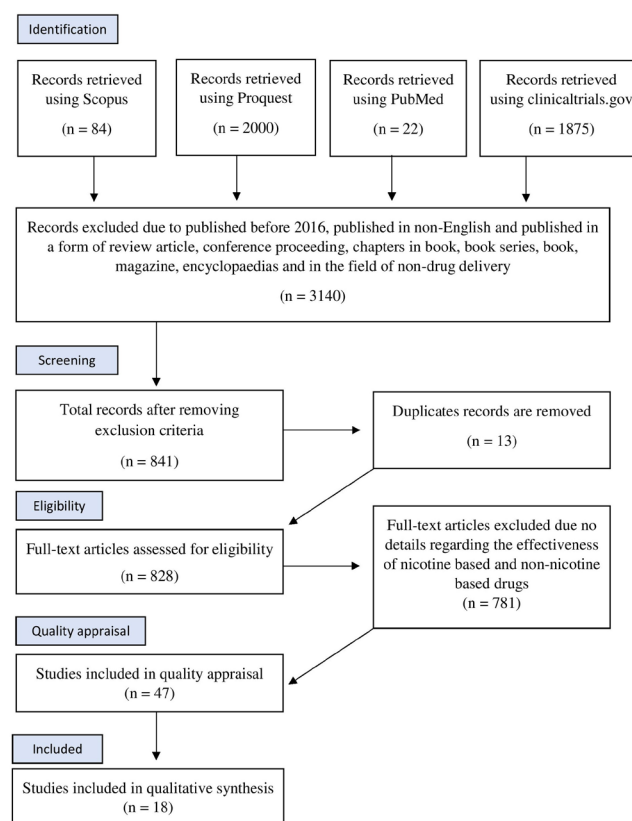 Identification
Records retrieved
using Scopus
(n = 84)
Records retrieved
using Proquest
(n = 2000)
Records retrieved
using PubMed
(n = 22)
Records retrieved
using clinicaltrials.gov
(n = 1875)
Records excluded due to published before 2016, published in non-English and published in
a form of review article, conference proceeding, chapters in book, book series, book,
magazine, encyclopaedias and in the field of non-drug delivery
(n = 3140)
Screening
Total records after removing
exclusion criteria
(n = 841)
Duplicates records are removed
(n = 13)
Eligibility
Full-text articles assessed for eligibility
(n = 828)
Full-text articles excluded due no
details regarding the effectiveness
of nicotine based and non-nicotine
based drugs
(n = 781)
Quality appraisal
Studies included in quality appraisal
(n = 47)
Included
Studies included in qualitative synthesis
(n = 18)